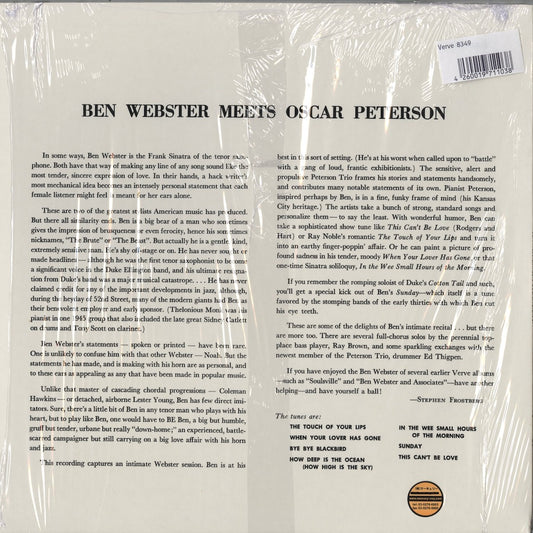 Verve 8349
4 260019 711038
BEN WEBSTER MEETS OSCAR PETERSON
In some ways, Ben Webster is the Frank Sinatra of the tenor saxo-
phone. Both have that way of making any line of any song sound like the
most tender, sincere expression of love. In their hands, a hack writer's
most mechanical idea becomes an intensely personal statement that each
female listener might feel is meant for her ears alone.
These are two of the greatest stylists American music has produced.
But there all similarity ends. Ben is a big bear of a man who sometimes
gives the impression of brusqueness or even ferocity, hence his sometimes
nicknames, "The Brute" or "The Beast". But actually he is a gentle kind,
extremely sensitive man. He's shy off-stage or on. He has never sought or
made headlines — though he was the first tenor saxophonist to become
a significant voice in the Duke Ellington band, and his ultimate resigna-
tion from Duke's band was a major musical catastrophe. . . . He has never
claimed credit for any of the important developments in jazz, although,
during the heyday of 52nd Street, many of the modern giants had Ben as
their benevolent employer and early sponsor. (Thelonious Monk was his
pianist in one 1945 group that also included the late great Sidney Catlett
on drums and Tony Scott on clarinet.)
Ben Webster's statements — spoken or printed — have been rare.
One is unlikely to confuse him with that other Webster — Noah. But the
statements he has made, and is making with his horn are as personal, and
to these ears as appealing as any that have been made in popular music.
Unlike that master of cascading chordal progressions — Coleman
Hawkins — or detached, airborne Lester Young, Ben has few direct imi-
tators. Sure, there's a little bit of Ben in any tenor man who plays with his
heart, but to play like Ben, one would have to BE Ben, a big but humble,
gruff but tender, urbane but really "down-home;" an experienced, battle-
scarred campaigner but still carrying on a big love affair with his horn
and jazz.
This recording captures an intimate Webster session. Ben is at his
best in this sort of setting. (He's at his worst when called upon to "battle"
with a gang of loud, frantic exhibitionists.) The sensitive, alert and
propulsive Peterson Trio frames his stories and statements handsomely,
and contributes many notable statements of its own. Pianist Peterson,
inspired perhaps by Ben, is in a fine, funky frame of mind (his Kansas
City heritage.) The artists take a bunch of strong, standard songs and
personalize them — to say the least. With wonderful humor, Ben can
take a sophisticated show tune like This Can't Be Love (Rodgers and
Hart) or Ray Noble's romantic The Touch of Your Lips and turn it
into an earthy finger-poppin' affair. Or he can paint a picture of pro-
found sadness in his tender, moody When Your Lover Has Gone or that
one-time Sinatra soliloquy, In the Wee Small Hours of the Morning.
If you remember the romping soloist of Duke's Cotton Tail and such,
you'll get a special kick out of Ben's Sunday—which itself is a tune
favored by the stomping bands of the early thirties with which Ben cut
his eye teeth.
These are some of the delights of Ben's intimate recital . . . but there
are more too. There are several full-chorus solos by the perennial top-
place bass player, Ray Brown, and some sparkling exchanges with the
newest member of the Peterson Trio, drummer Ed Thigpen.
If you have enjoyed the Ben Webster of several earlier Verve albums
—such as "Soulville" and "Ben Webster and Associates"—have another
helping—and have yourself a ball!
—STEPHEN FROSTBERG
The tunes are:
THE TOUCH OF YOUR LIPS
WHEN YOUR LOVER HAS GONE
BYE BYE BLACKBIRD
HOW DEEP IS THE OCEAN
(HOW HIGH IS THE SKY)
IN THE WEE SMALL HOURS
OF THE MORNING
SUNDAY
THIS CAN'T BE LOVE